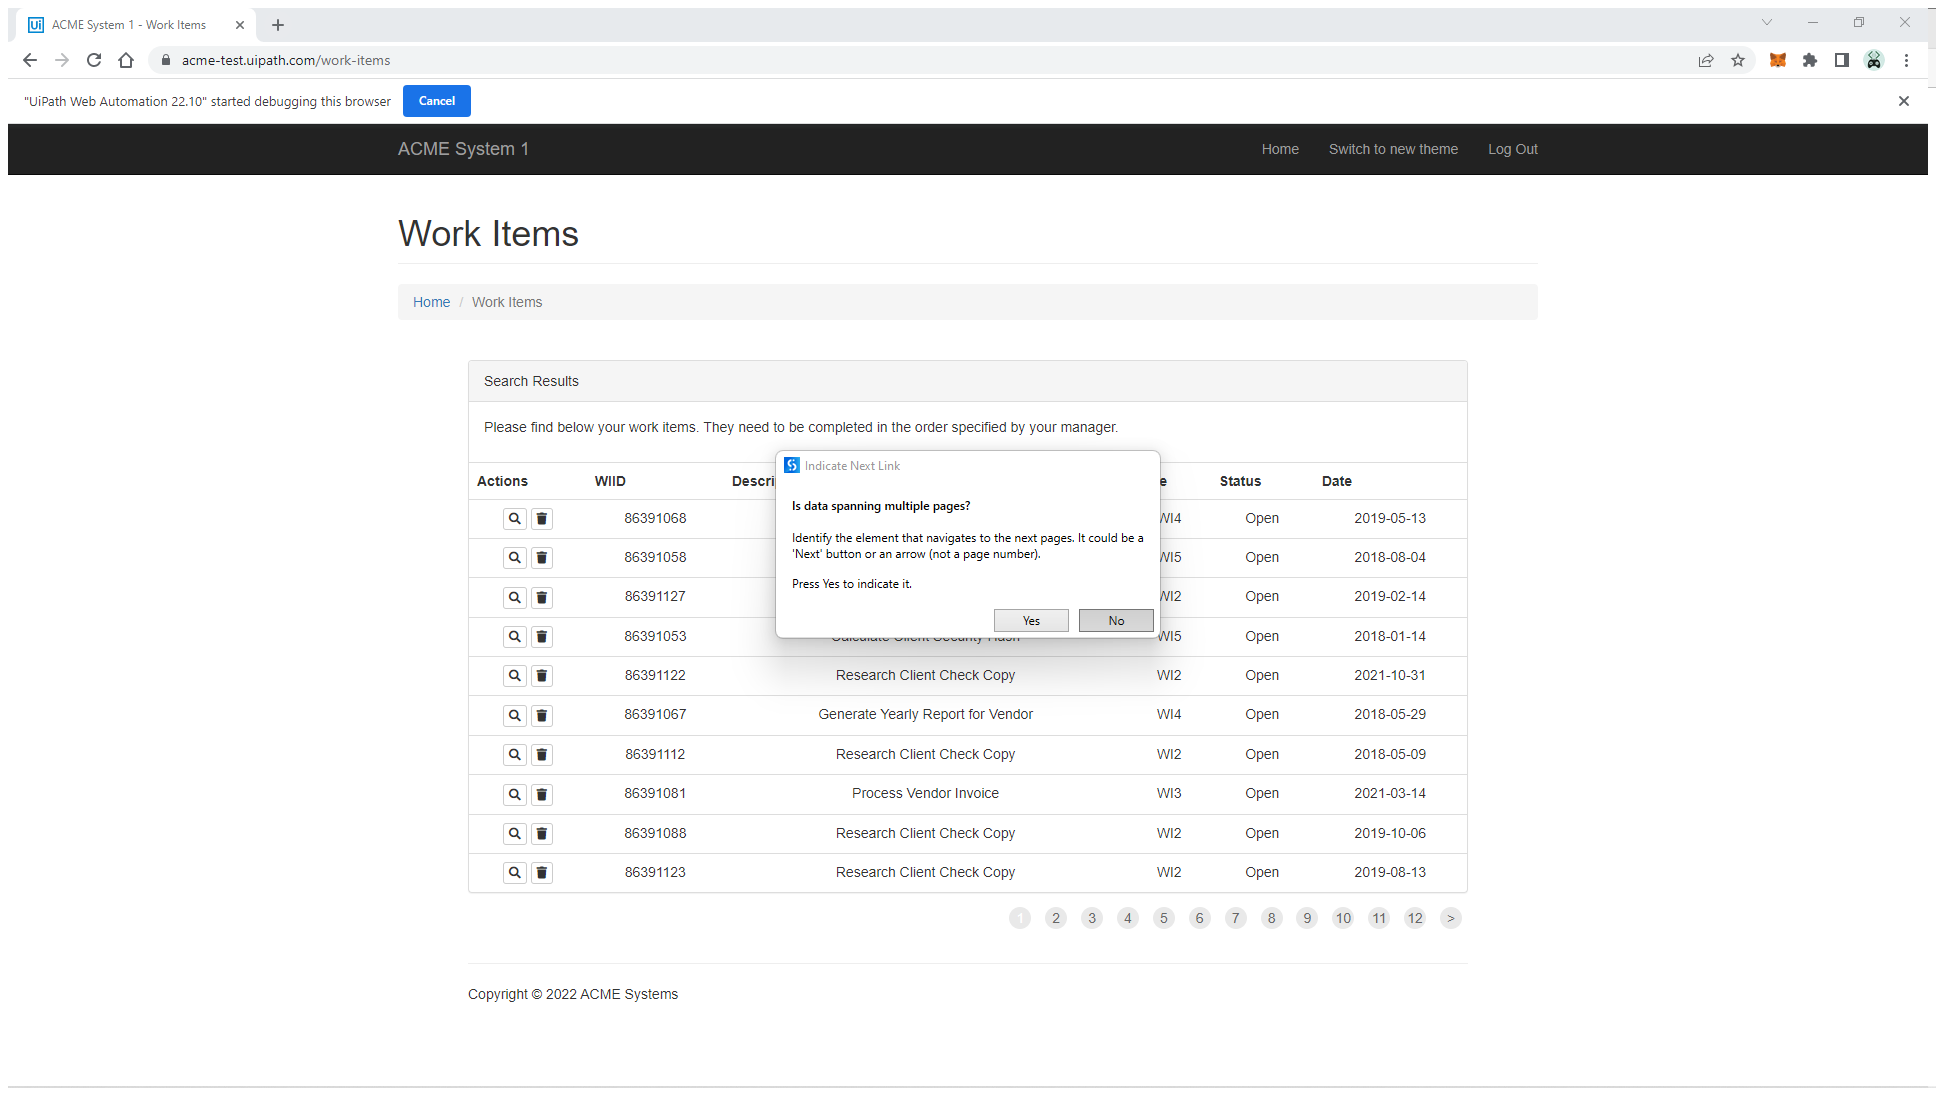 ACME System 1 - Work Items
acme-test.uipath.com/work-items
"UiPath Web Automation 22.10" started debugging this browser Cancel
ACME System 1 Home Switch to new theme Log Out
Work Items
Home / Work Items
Search Results
Please find below your work items. They need to be completed in the order specified by your manager.
Actions WIID Descri e Status Date
86391068 WI4 Open 2019-05-13
86391058 WI5 Open 2018-08-04
86391127 WI2 Open 2019-02-14
86391053 Calculate Client Security Hash WI5 Open 2018-01-14
86391122 Research Client Check Copy WI2 Open 2021-10-31
86391067 Generate Yearly Report for Vendor WI4 Open 2018-05-29
86391112 Research Client Check Copy WI2 Open 2018-05-09
86391081 Process Vendor Invoice WI3 Open 2021-03-14
86391088 Research Client Check Copy WI2 Open 2019-10-06
86391123 Research Client Check Copy WI2 Open 2019-08-13
Indicate Next Link
Is data spanning multiple pages?
Identify the element that navigates to the next pages. It could be a
'Next' button or an arrow (not a page number).
Press Yes to indicate it.
Yes No
1 2 3 4 5 6 7 8 9 10 11 12 >
Copyright © 2022 ACME Systems